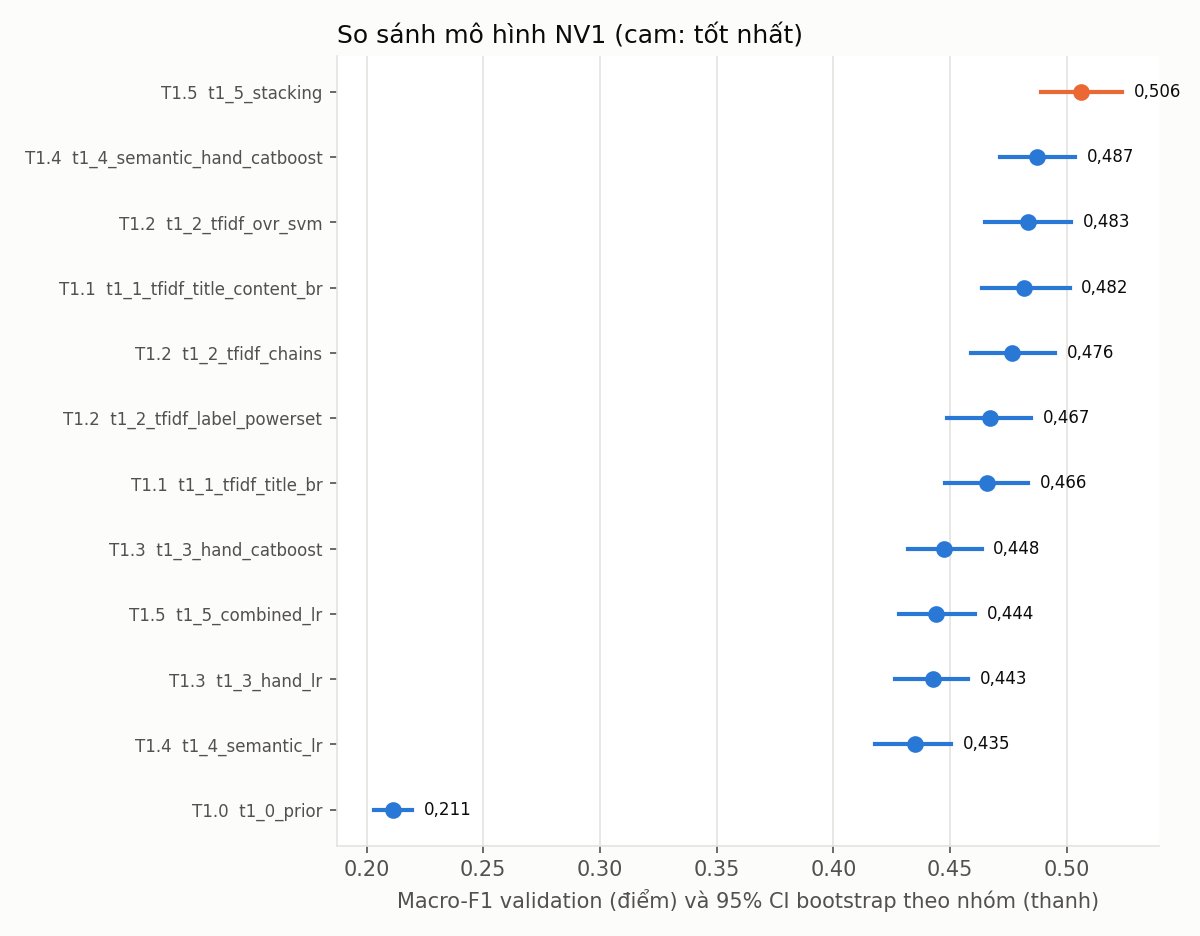 So sánh mô hình NV1 (cam: tốt nhất)
T1.5  t1_5_stacking 0,506
T1.4  t1_4_semantic_hand_catboost 0,487
T1.2  t1_2_tfidf_ovr_svm 0,483
T1.1  t1_1_tfidf_title_content_br 0,482
T1.2  t1_2_tfidf_chains 0,476
T1.2  t1_2_tfidf_label_powerset 0,467
T1.1  t1_1_tfidf_title_br 0,466
T1.3  t1_3_hand_catboost 0,448
T1.5  t1_5_combined_lr 0,444
T1.3  t1_3_hand_lr 0,443
T1.4  t1_4_semantic_lr 0,435
T1.0  t1_0_prior 0,211
0.20 0.25 0.30 0.35 0.40 0.45 0.50
Macro-F1 validation (điểm) và 95% CI bootstrap theo nhóm (thanh)